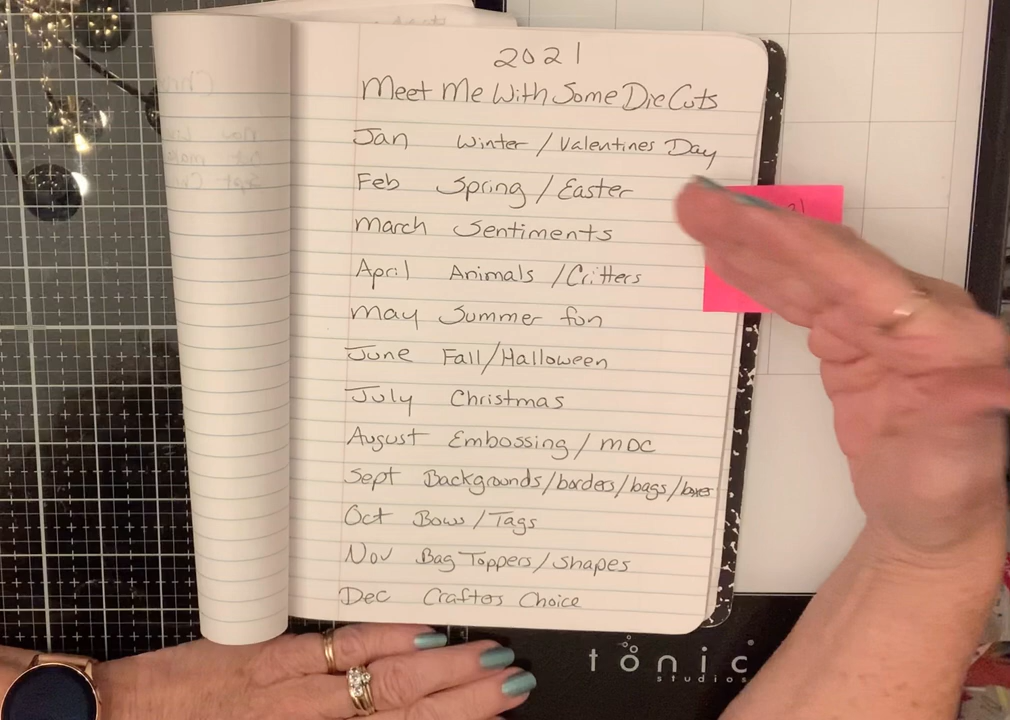 2021
Meet Me With Some Die Cuts
Jan Winter / Valentines Day
Feb Spring / Easter
March Sentiments
April Animals / Critters
May Summer fun
June Fall/Halloween
July Christmas
August Embossing / MDC
Sept Backgrounds/borders/bags/boxes
Oct Bows / Tags
Nov Bag Toppers / Shapes
Dec Crafters Choice
tonic
studios